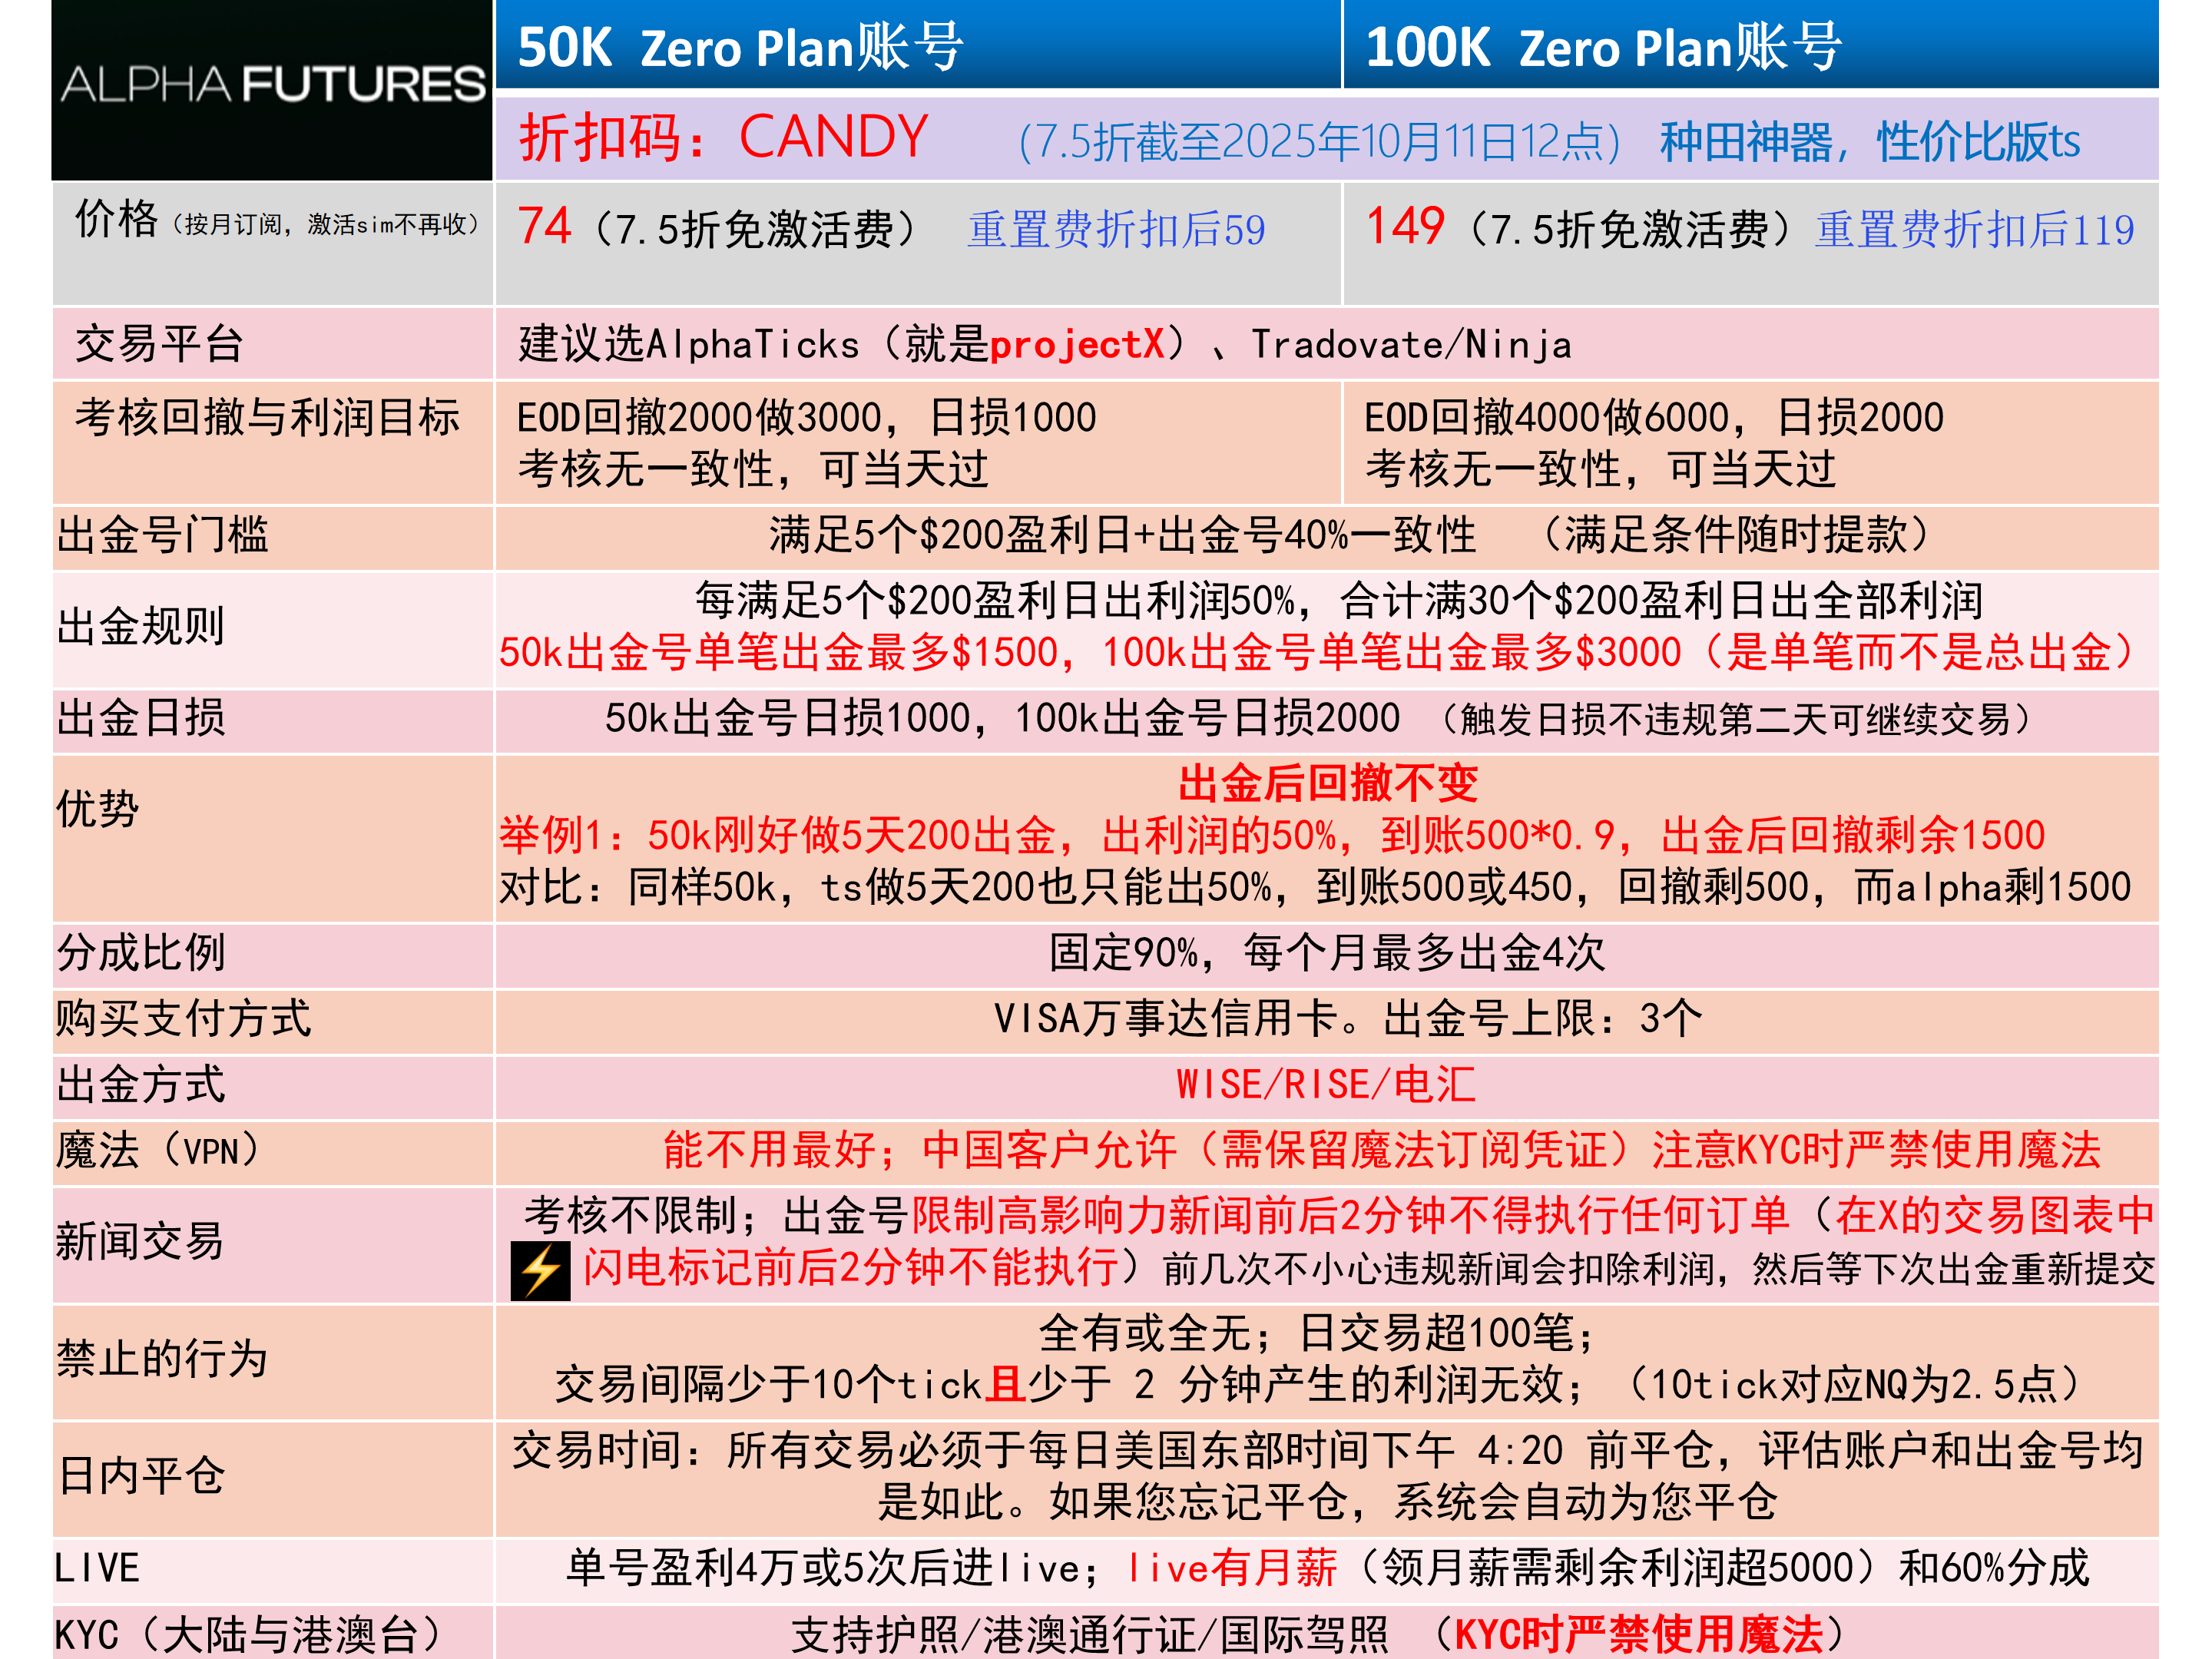 ALPHA FUTURES
50K Zero Plan账号
100K Zero Plan账号
折扣码：CANDY （7.5折截至2025年10月11日12点） 种田神器，性价比版ts
价格（按月订阅，激活sim不再收）
74（7.5折免激活费） 重置费折扣后59
149（7.5折免激活费）重置费折扣后119
交易平台
建议选AlphaTicks（就是projectX）、Tradovate/Ninja
考核回撤与利润目标
EOD回撤2000做3000，日损1000
考核无一致性，可当天过
EOD回撤4000做6000，日损2000
考核无一致性，可当天过
出金号门槛
满足5个$200盈利日+出金号40%一致性 （满足条件随时提款）
出金规则
每满足5个$200盈利日出利润50%，合计满30个$200盈利日出全部利润
50k出金号单笔出金最多$1500，100k出金号单笔出金最多$3000（是单笔而不是总出金）
出金日损
50k出金号日损1000，100k出金号日损2000 （触发日损不违规第二天可继续交易）
优势
出金后回撤不变
举例1：50k刚好做5天200出金，出利润的50%，到账500*0.9，出金后回撤剩余1500
对比：同样50k，ts做5天200也只能出50%，到账500或450，回撤剩500，而alpha剩1500
分成比例
固定90%，每个月最多出金4次
购买支付方式
VISA万事达信用卡。出金号上限：3个
出金方式
WISE/RISE/电汇
魔法（VPN）
能不用最好；中国客户允许（需保留魔法订阅凭证）注意KYC时严禁使用魔法
新闻交易
考核不限制；出金号限制高影响力新闻前后2分钟不得执行任何订单（在X的交易图表中
⚡闪电标记前后2分钟不能执行）前几次不小心违规新闻会扣除利润，然后等下次出金重新提交
禁止的行为
全有或全无；日交易超100笔；
交易间隔少于10个tick且少于 2 分钟产生的利润无效；（10tick对应NQ为2.5点）
日内平仓
交易时间：所有交易必须于每日美国东部时间下午 4:20 前平仓，评估账户和出金号均
是如此。如果您忘记平仓，系统会自动为您平仓
LIVE
单号盈利4万或5次后进live；live有月薪（领月薪需剩余利润超5000）和60%分成
KYC（大陆与港澳台）
支持护照/港澳通行证/国际驾照 （KYC时严禁使用魔法）